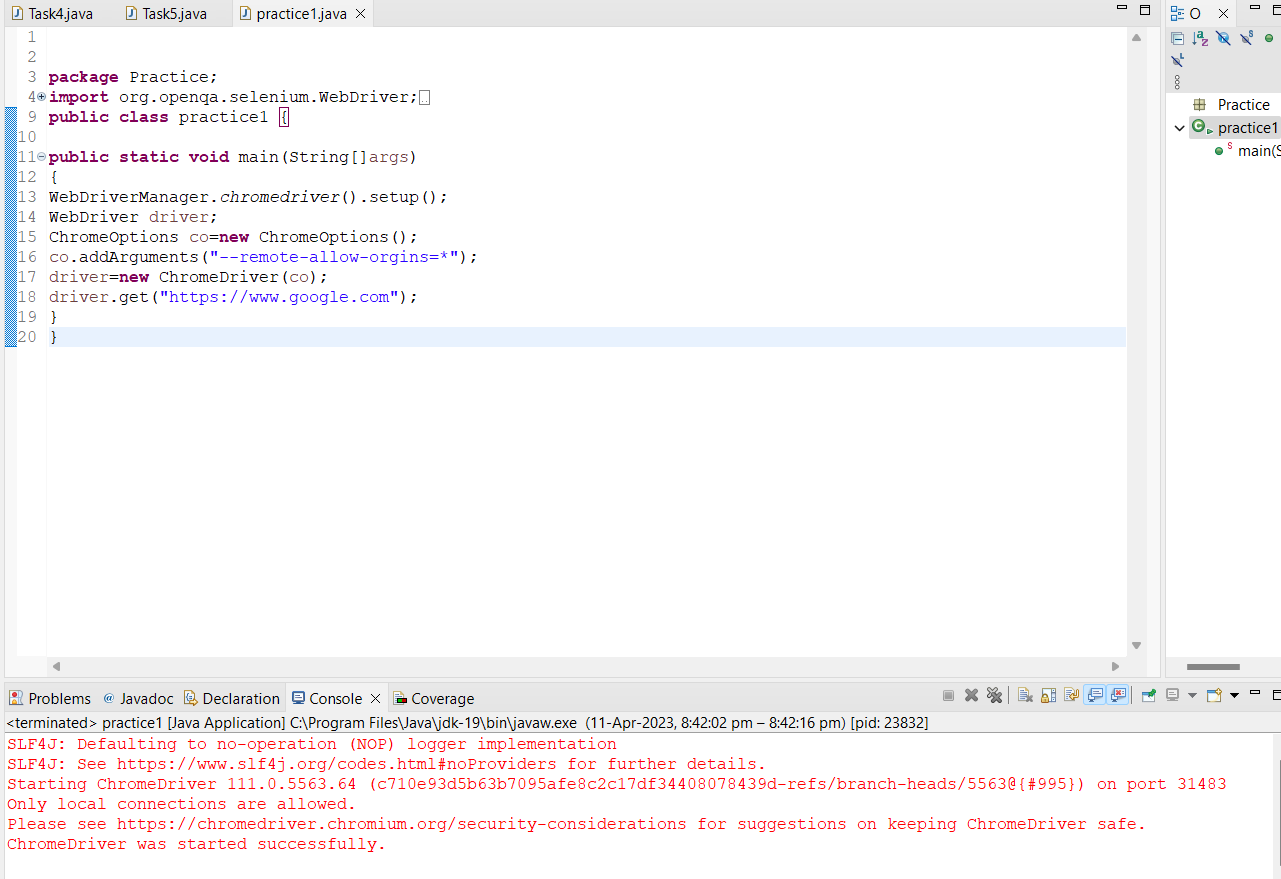 Task4.java Task5.java practice1.java O
1
2
3 package Practice;
4 import org.openqa.selenium.WebDriver;
9 public class practice1 {
10
11 public static void main(String[]args)
12 {
13 WebDriverManager.chromedriver().setup();
14 WebDriver driver;
15 ChromeOptions co=new ChromeOptions();
16 co.addArguments("--remote-allow-orgins=*");
17 driver=new ChromeDriver(co);
18 driver.get("https://www.google.com");
19 }
20 }
Practice
practice1
main(S
Problems @ Javadoc Declaration Console Coverage
<terminated> practice1 [Java Application] C:\Program Files\Java\jdk-19\bin\javaw.exe (11-Apr-2023, 8:42:02 pm – 8:42:16 pm) [pid: 23832]
SLF4J: Defaulting to no-operation (NOP) logger implementation
SLF4J: See https://www.slf4j.org/codes.html#noProviders for further details.
Starting ChromeDriver 111.0.5563.64 (c710e93d5b63b7095afe8c2c17df34408078439d-refs/branch-heads/5563@{#995}) on port 31483
Only local connections are allowed.
Please see https://chromedriver.chromium.org/security-considerations for suggestions on keeping ChromeDriver safe.
ChromeDriver was started successfully.